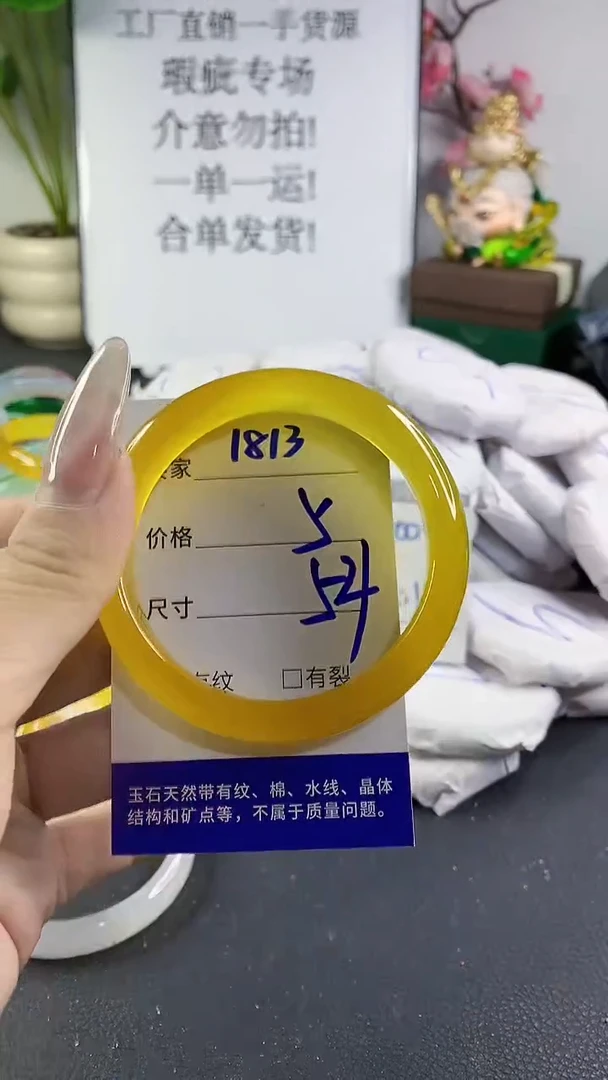 工厂直销一手货源
瑕疵专场
介意勿拍!
一单一运!
合单发货!
家 1813
价格
尺寸 54
有纹 □有裂
玉石天然带有纹、棉、水线、晶体
结构和矿点等，不属于质量问题。